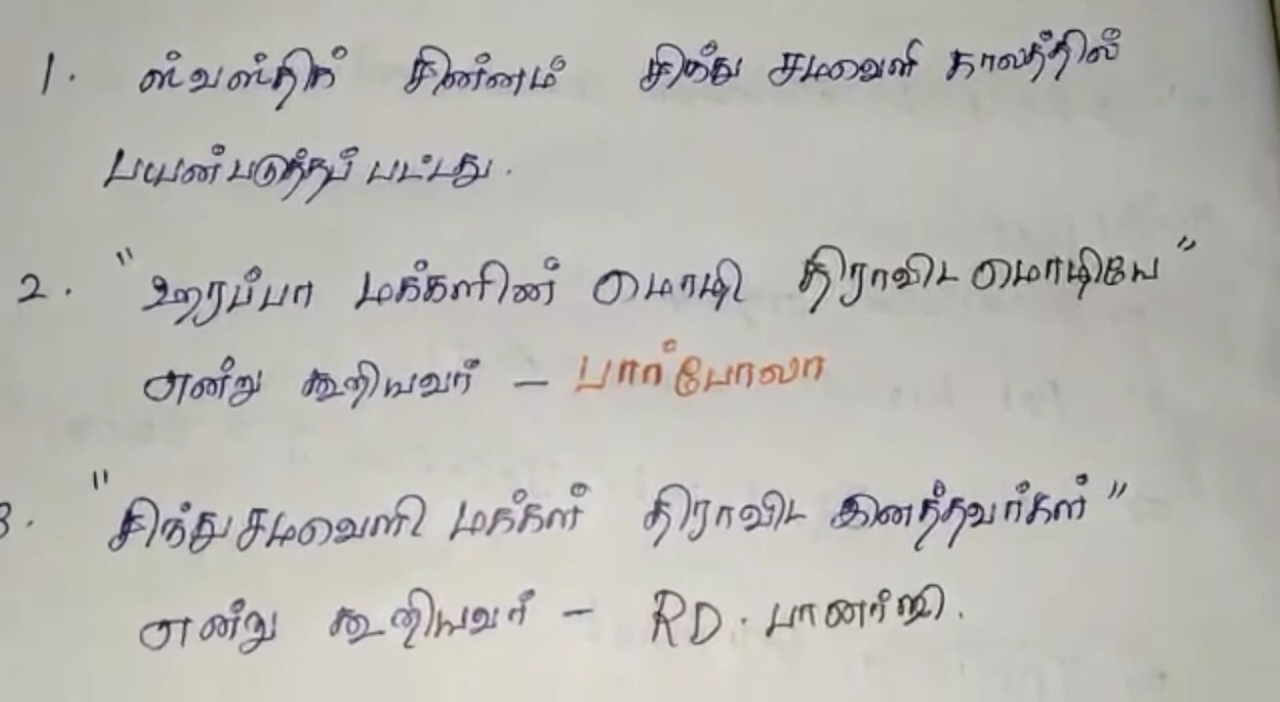 1. ஸ்வஸ்திக் சின்னம் சிந்து சமவெளி காலத்தில்
பயன்படுத்தப் பட்டது.
2. "ஹரப்பா மக்களின் மொழி திராவிட மொழியே"
என்று கூறியவர் – பார்போலா
3. "சிந்து சமவெளி மக்கள் திராவிட இனத்தவர்கள்"
என்று கூறியவர் – RD. பானர்ஜி.